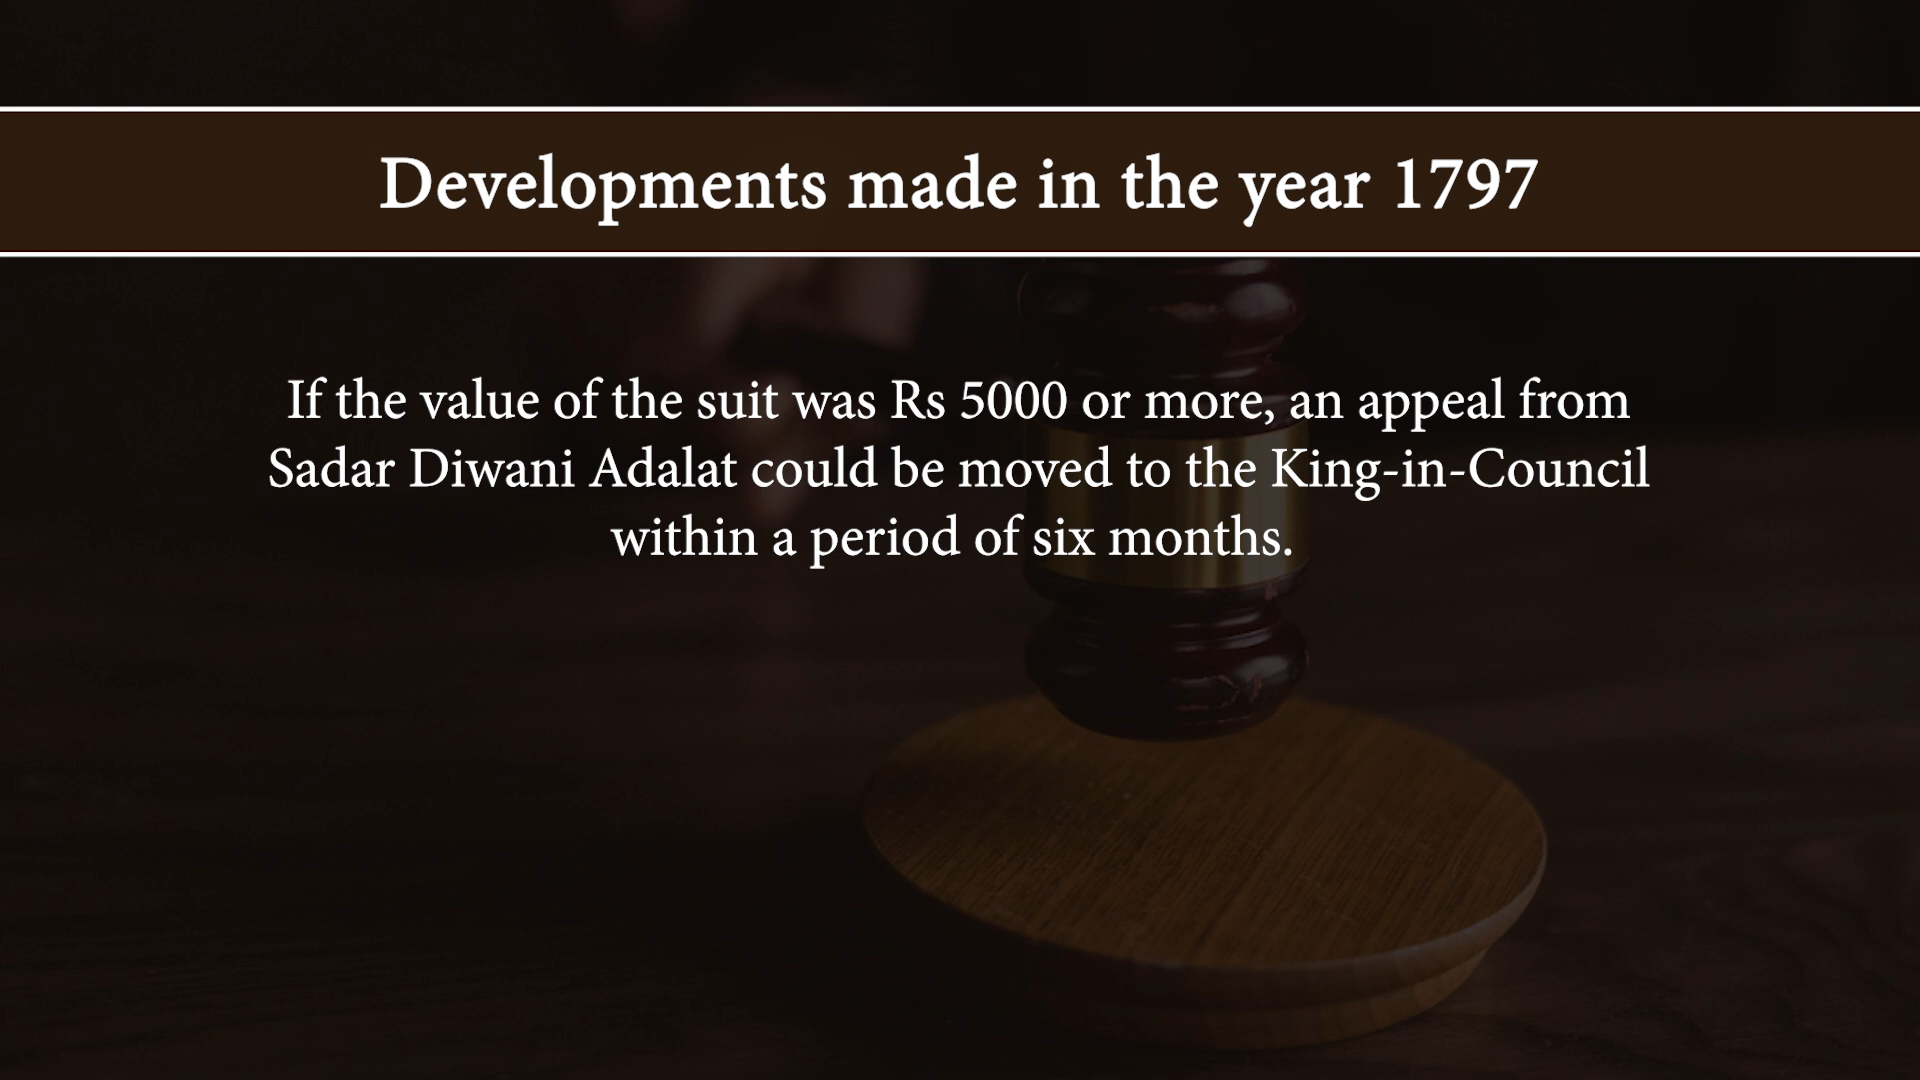 Developments made in the year 1797
If the value of the suit was Rs 5000 or more, an appeal from
Sadar Diwani Adalat could be moved to the King-in-Council
within a period of six months.